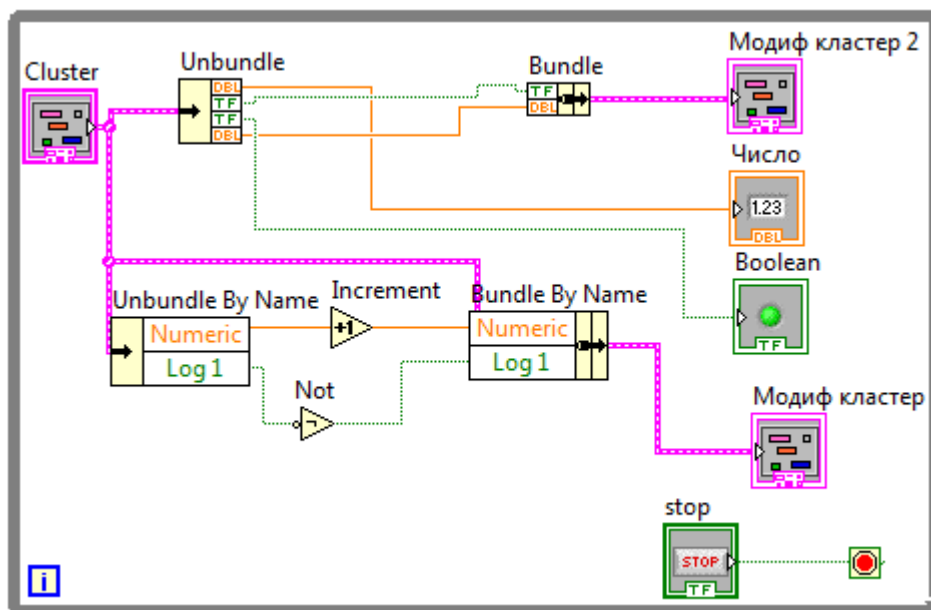 Модиф кластер 2
Unbundle
Bundle
Cluster
DBL
TF
TF
DBL
TF
DBL
Число
1.23
DBL
Boolean
TF
Unbundle By Name
Increment
Bundle By Name
Numeric
+1
Numeric
Log 1
Log 1
Not
Модиф кластер
stop
STOP
TF
i